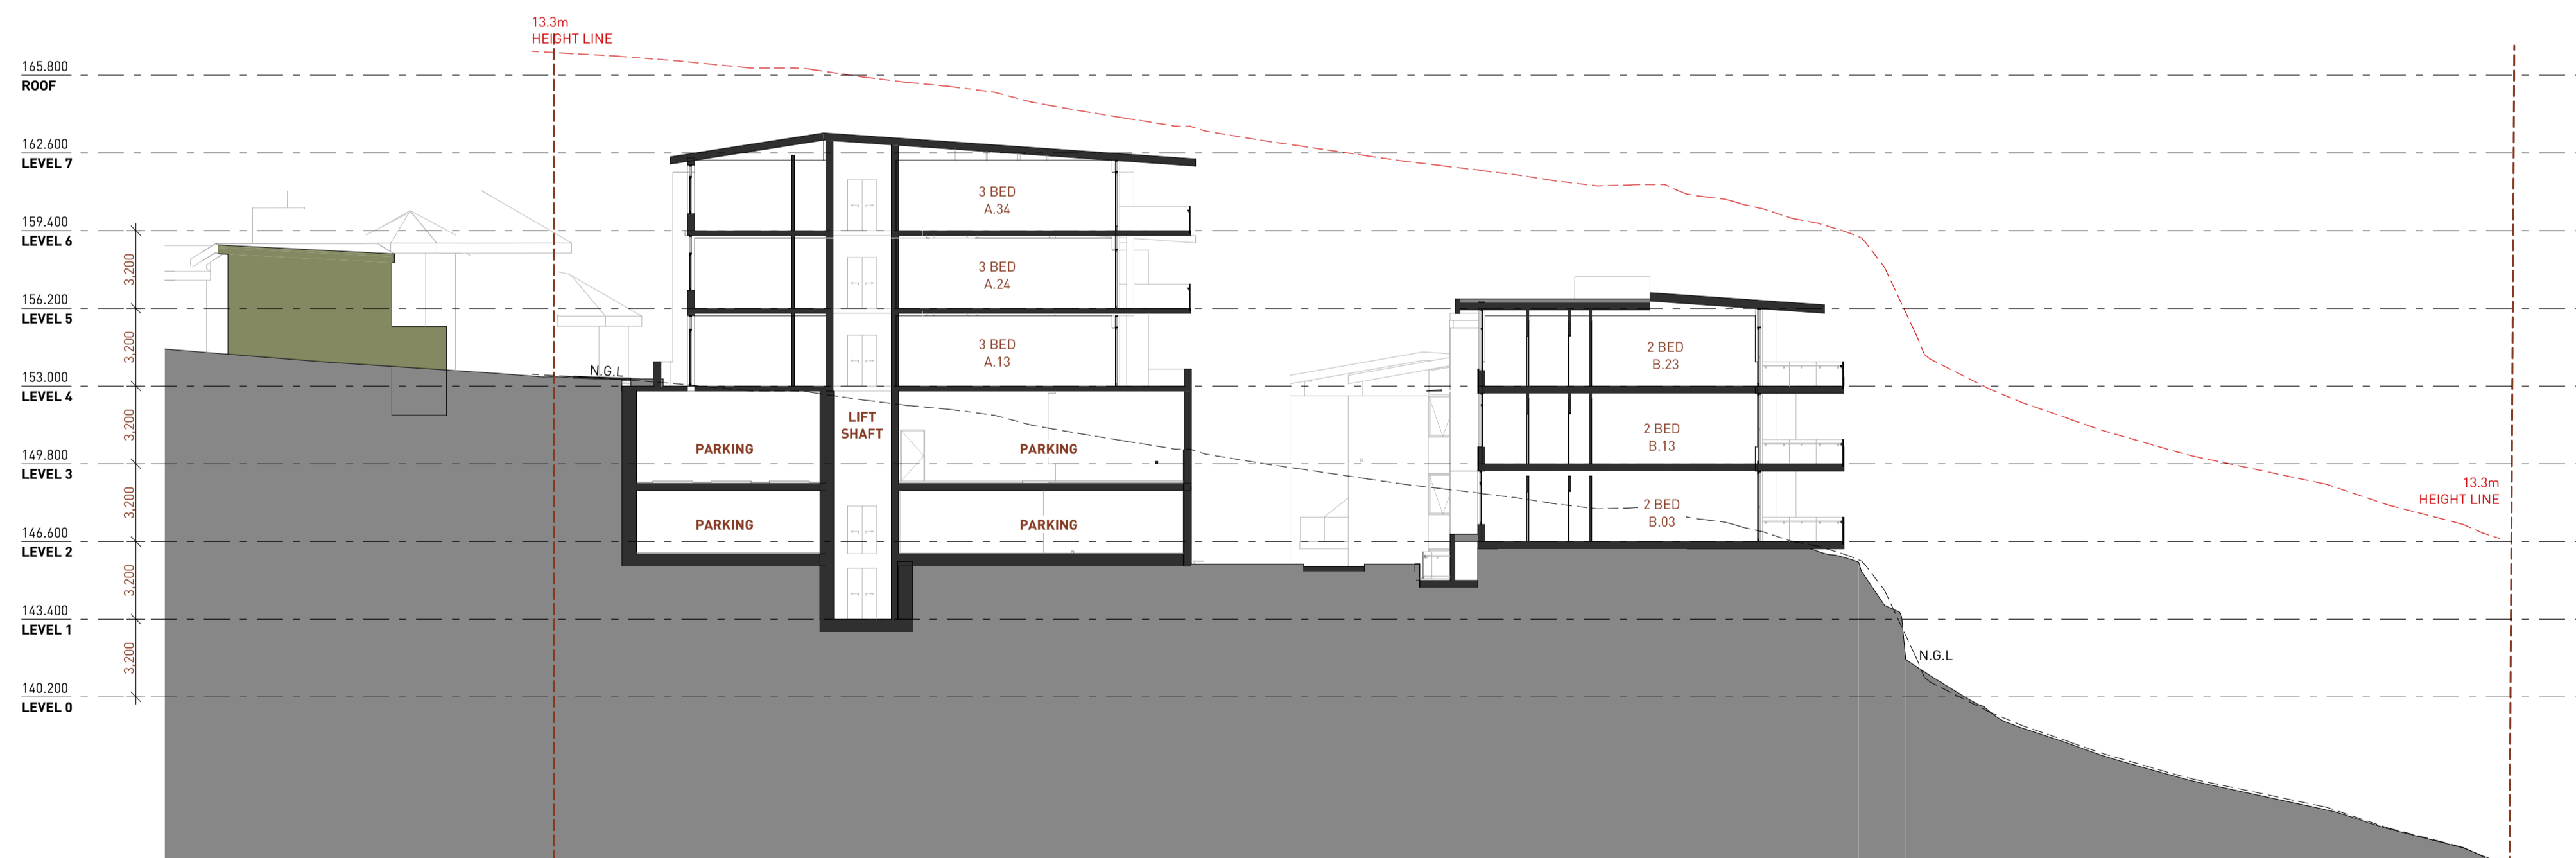 13.3m
HEIGHT LINE
165.800
ROOF
162.600
LEVEL 7
159.400
LEVEL 6
156.200
LEVEL 5
153.000
LEVEL 4
149.800
LEVEL 3
146.600
LEVEL 2
143.400
LEVEL 1
140.200
LEVEL 0
3,200
3,200
3,200
3,200
3,200
3,200
N.G.L
3 BED
A.34
3 BED
A.24
3 BED
A.13
LIFT
SHAFT
PARKING
PARKING
PARKING
PARKING
2 BED
B.23
2 BED
B.13
2 BED
B.03
13.3m
HEIGHT LINE
N.G.L